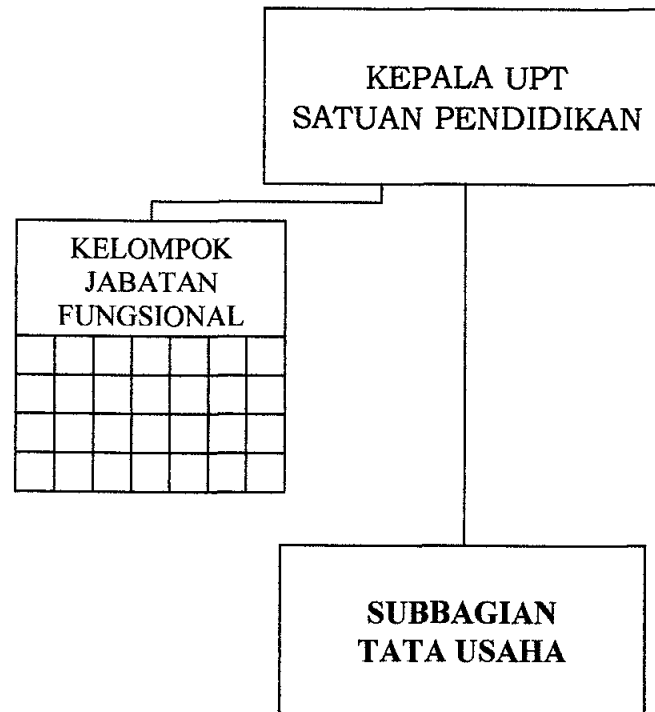 KEPALA UPT
SATUAN PENDIDIKAN
KELOMPOK
JABATAN
FUNGSIONAL
SUBBAGIAN
TATA USAHA